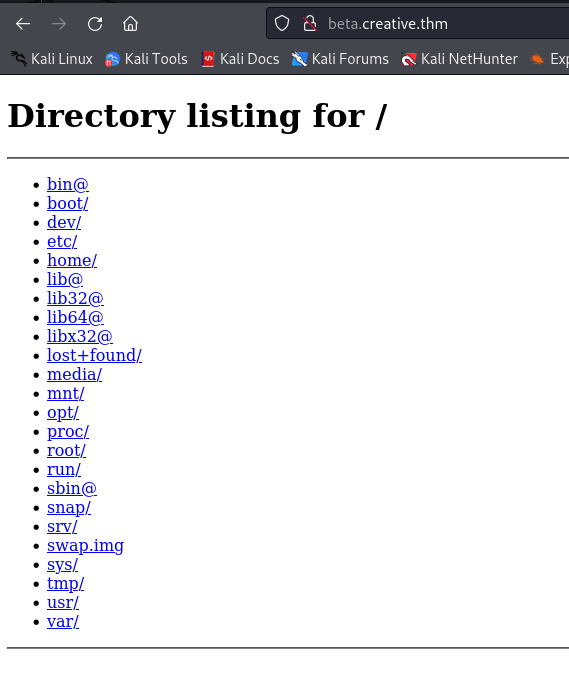 beta.creative.thm
Kali Linux Kali Tools Kali Docs Kali Forums Kali NetHunter Exp
Directory listing for /
bin@
boot/
dev/
etc/
home/
lib@
lib32@
lib64@
libx32@
lost+found/
media/
mnt/
opt/
proc/
root/
run/
sbin@
snap/
srv/
swap.img
sys/
tmp/
usr/
var/